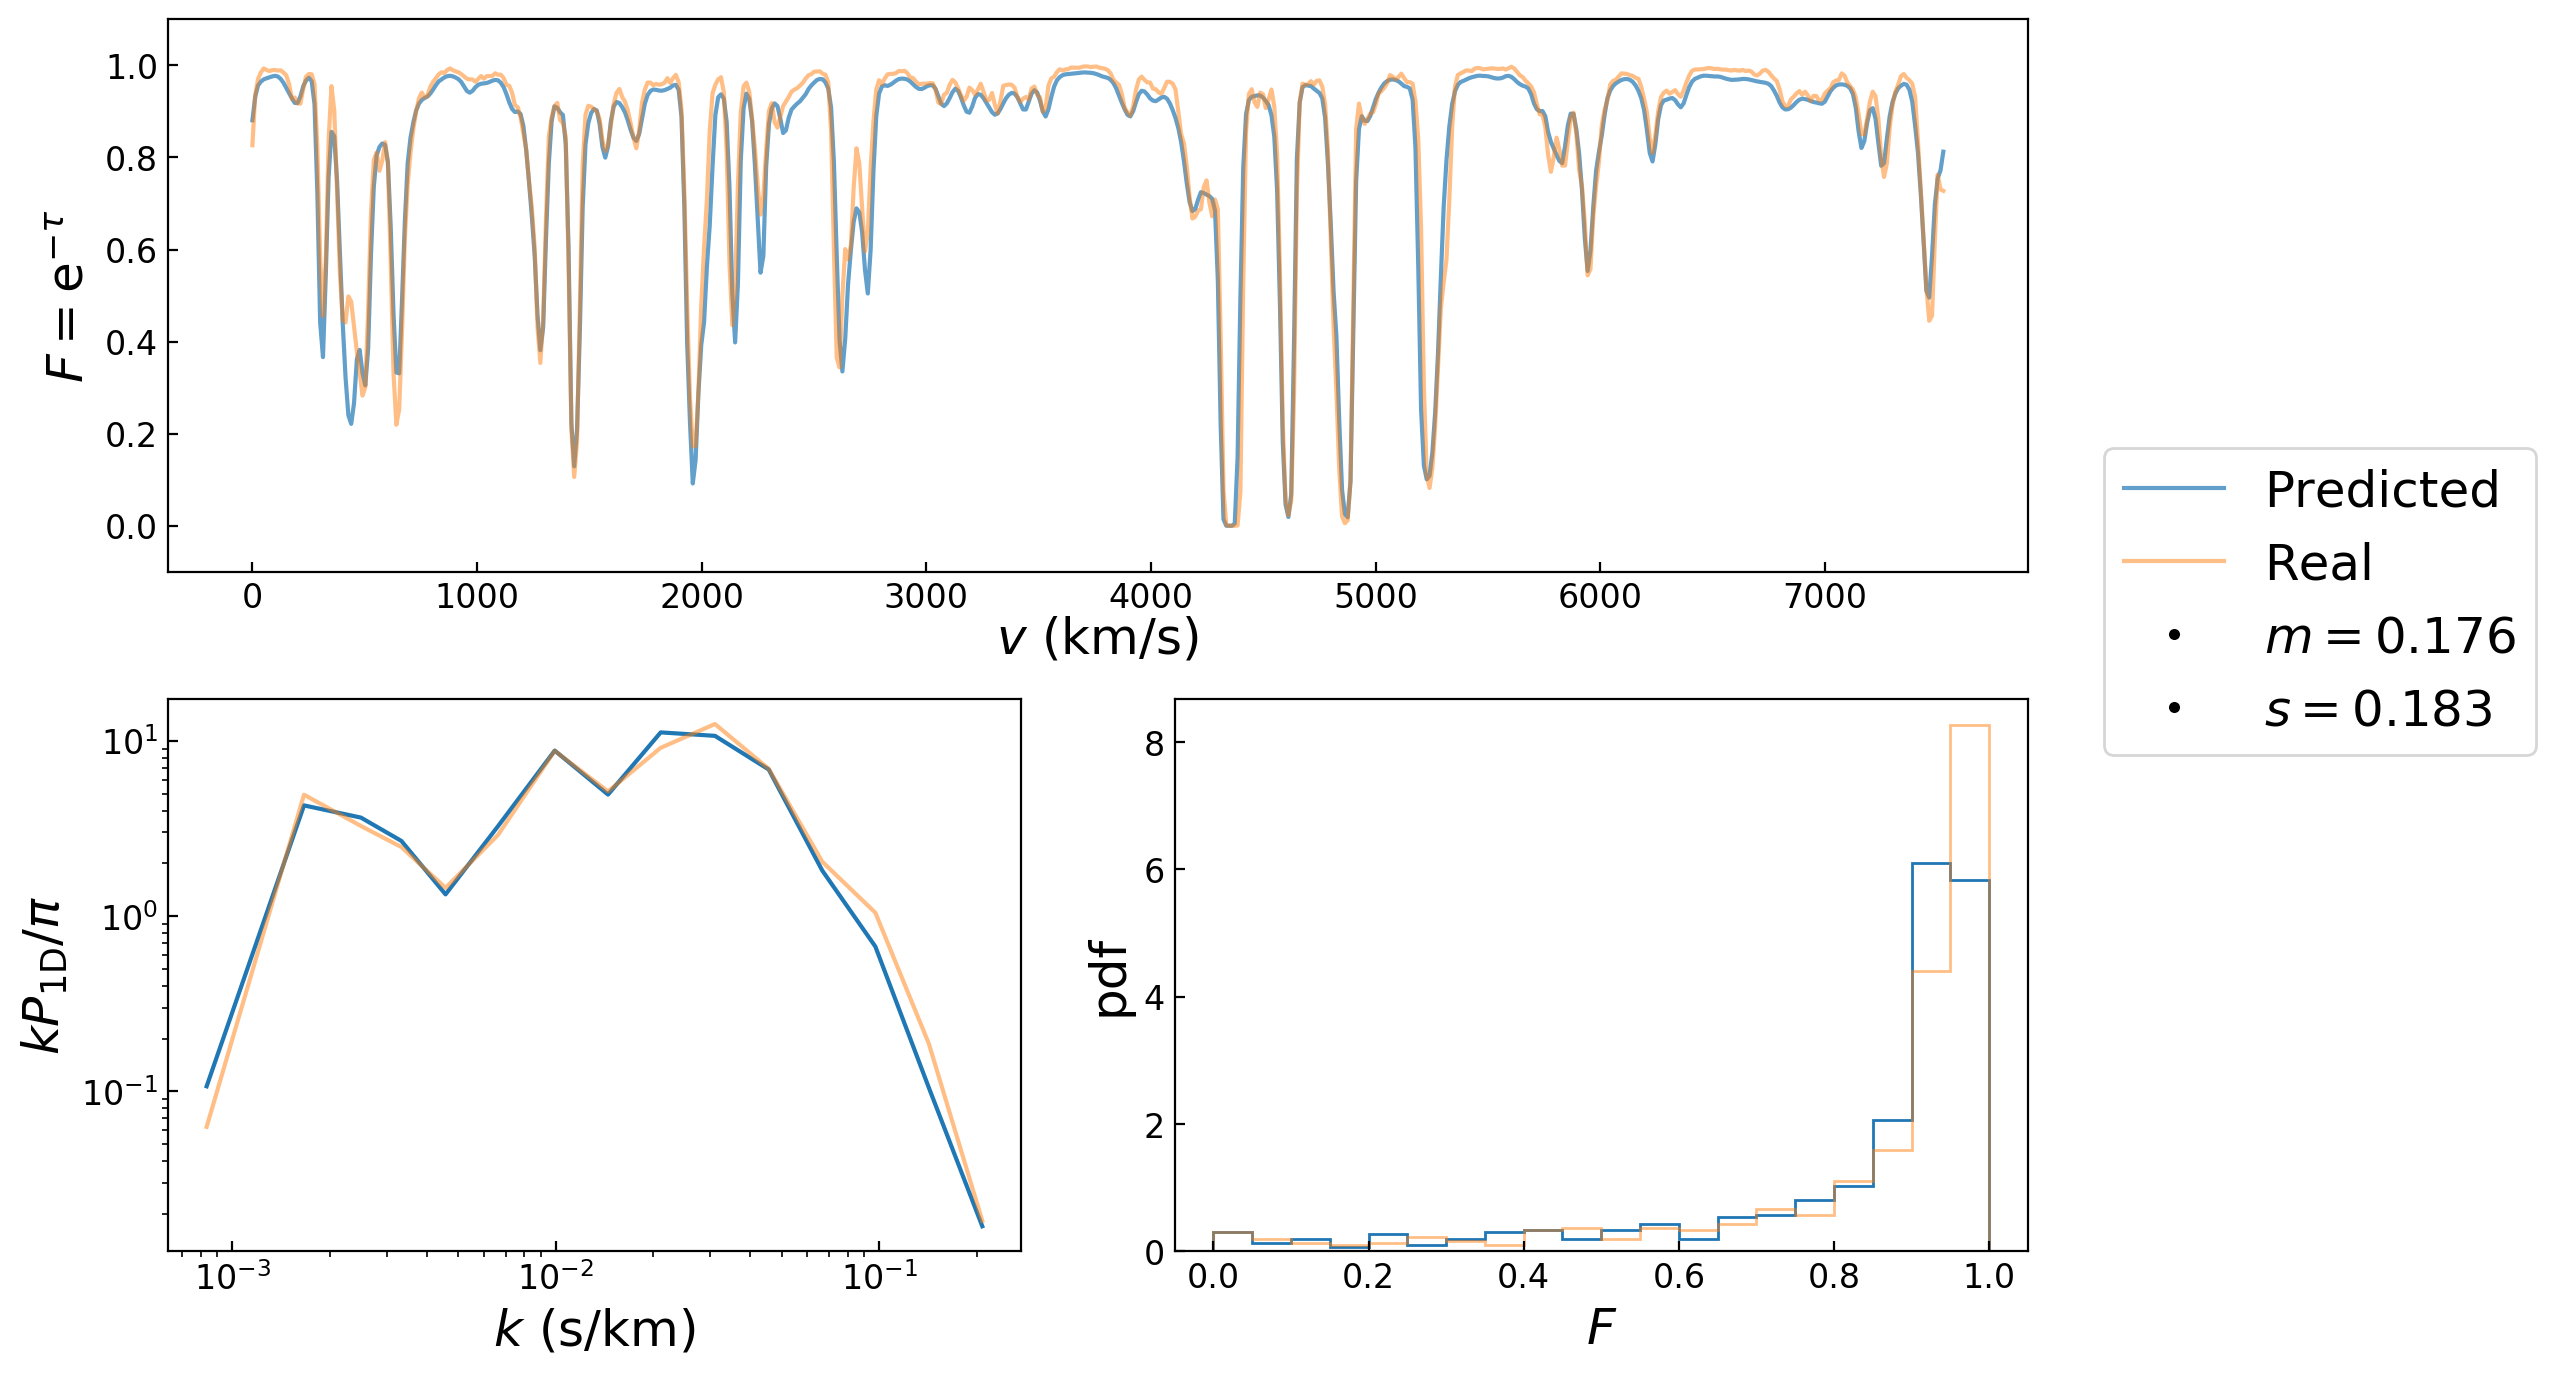 1.0
0.8
0.6
0.4
0.2
0.0
F = e^{−τ}
0 1000 2000 3000 4000 5000 6000 7000
v (km/s)
Predicted
Real
m = 0.176
s = 0.183
10^1
10^0
10^{−1}
kP_{1D}/π
10^{−3} 10^{−2} 10^{−1}
k (s/km)
8
6
4
2
0
pdf
0.0 0.2 0.4 0.6 0.8 1.0
F